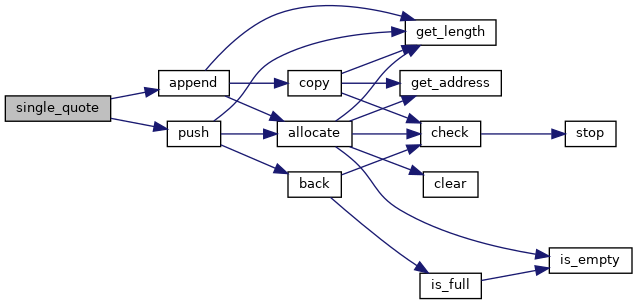 get_length
append
copy
get_address
single_quote
push
allocate
check
stop
back
clear
is_empty
is_full